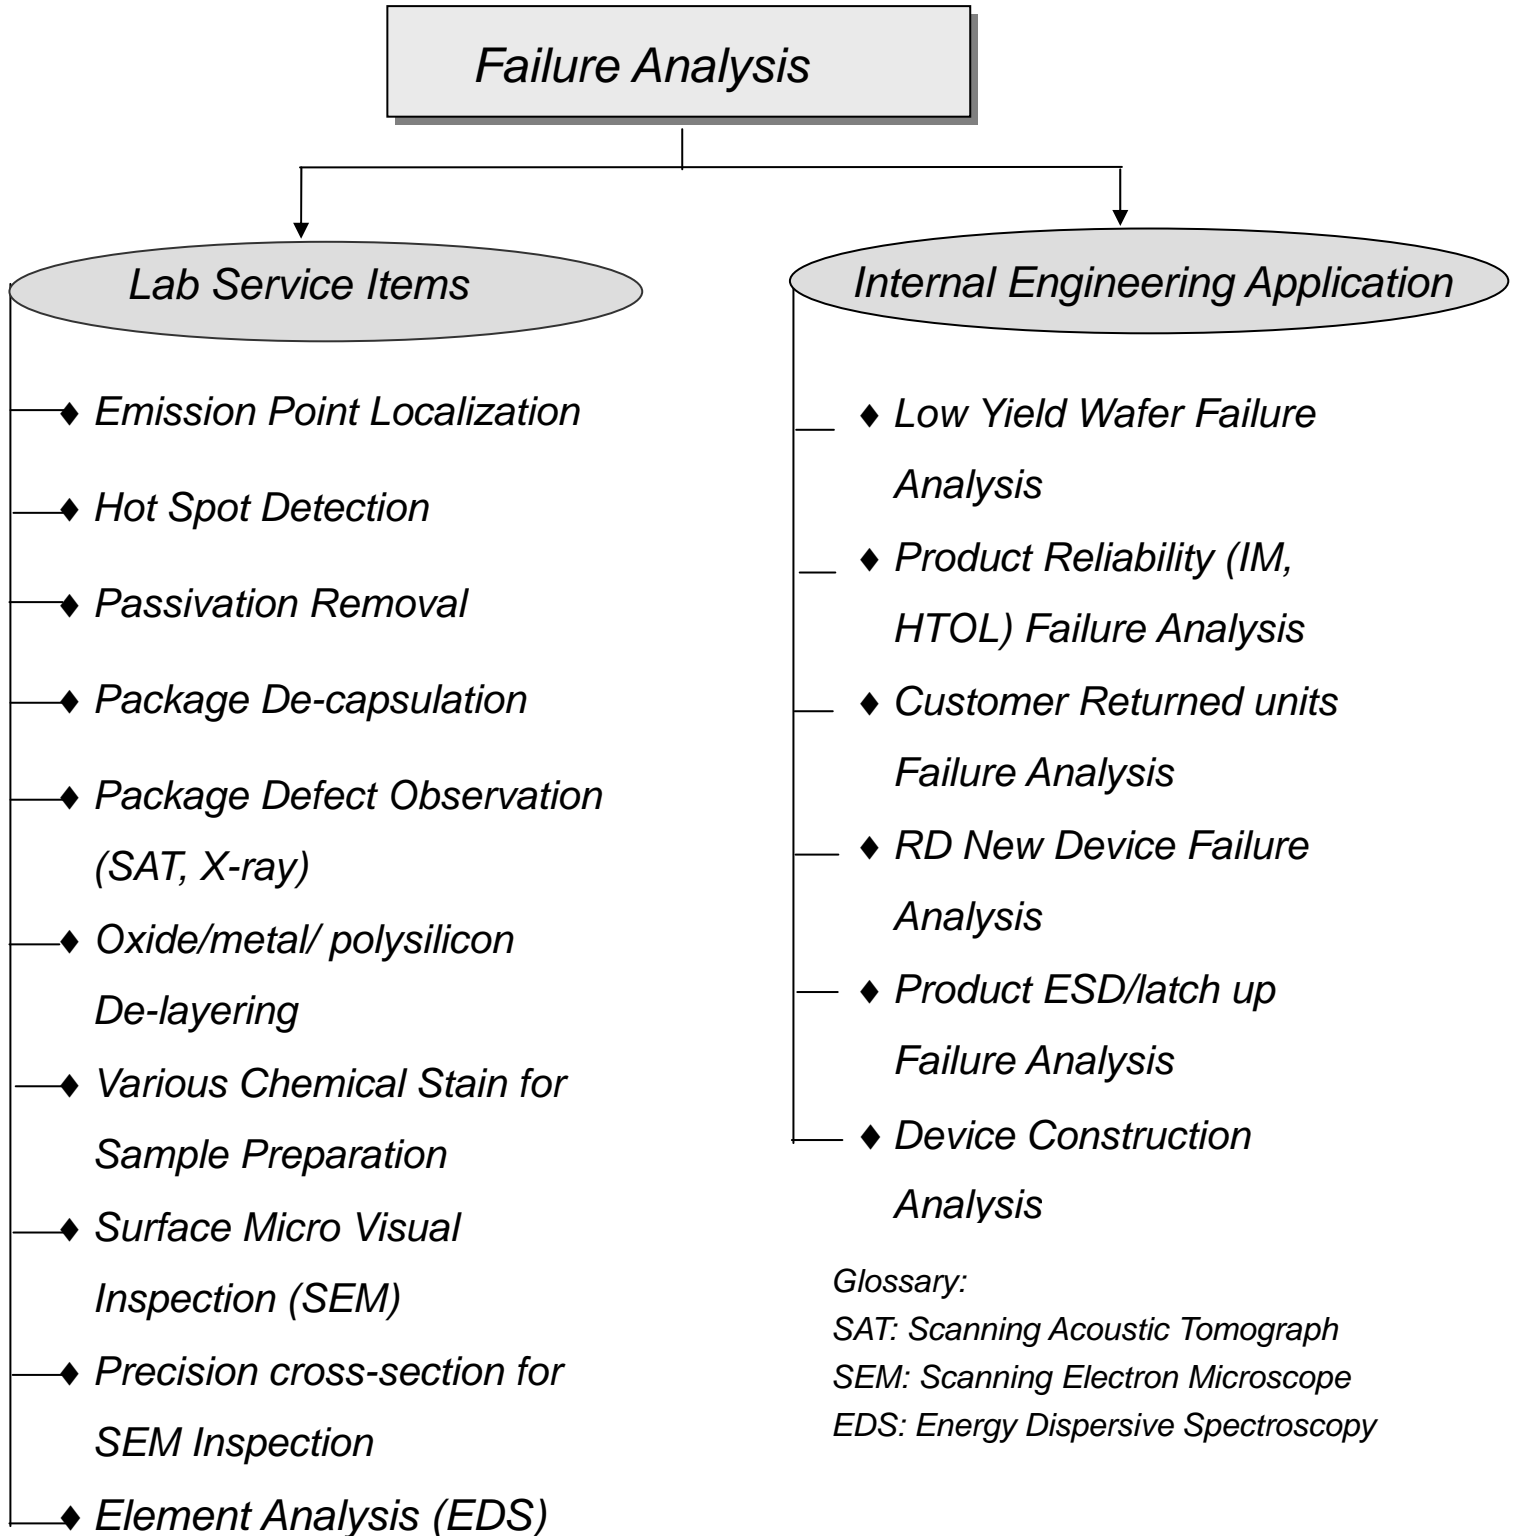 Failure Analysis
Lab Service Items
♦ Emission Point Localization
♦ Hot Spot Detection
♦ Passivation Removal
♦ Package De-capsulation
♦ Package Defect Observation
(SAT, X-ray)
♦ Oxide/metal/ polysilicon
De-layering
♦ Various Chemical Stain for
Sample Preparation
♦ Surface Micro Visual
Inspection (SEM)
♦ Precision cross-section for
SEM Inspection
♦ Element Analysis (EDS)
Internal Engineering Application
♦ Low Yield Wafer Failure
Analysis
♦ Product Reliability (IM,
HTOL) Failure Analysis
♦ Customer Returned units
Failure Analysis
♦ RD New Device Failure
Analysis
♦ Product ESD/latch up
Failure Analysis
♦ Device Construction
Analysis
Glossary:
SAT: Scanning Acoustic Tomograph
SEM: Scanning Electron Microscope
EDS: Energy Dispersive Spectroscopy